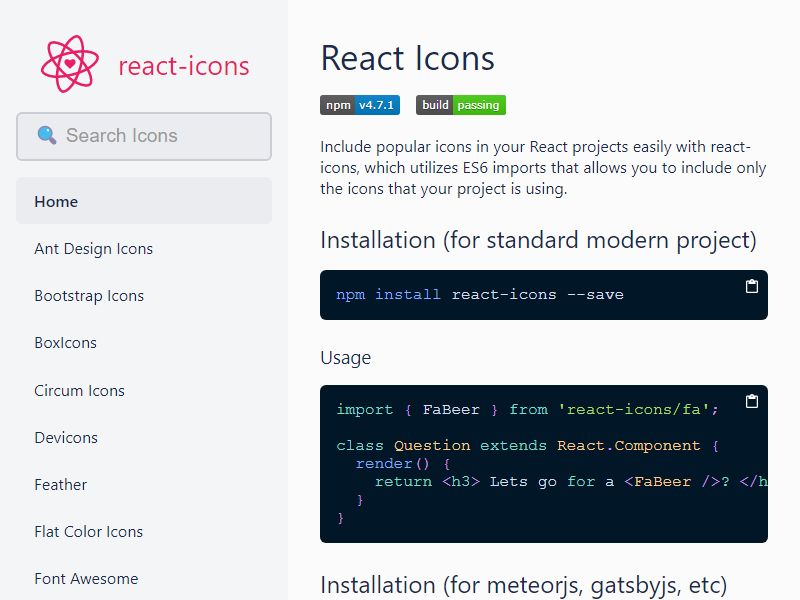 react-icons
Search Icons
Home
Ant Design Icons
Bootstrap Icons
BoxIcons
Circum Icons
Devicons
Feather
Flat Color Icons
Font Awesome
React Icons
npm v4.7.1 build passing
Include popular icons in your React projects easily with react-
icons, which utilizes ES6 imports that allows you to include only
the icons that your project is using.
Installation (for standard modern project)
npm install react-icons --save
Usage
import { FaBeer } from 'react-icons/fa';
class Question extends React.Component {
render() {
return <h3> Lets go for a <FaBeer />? </h
}
}
Installation (for meteorjs, gatsbyjs, etc)